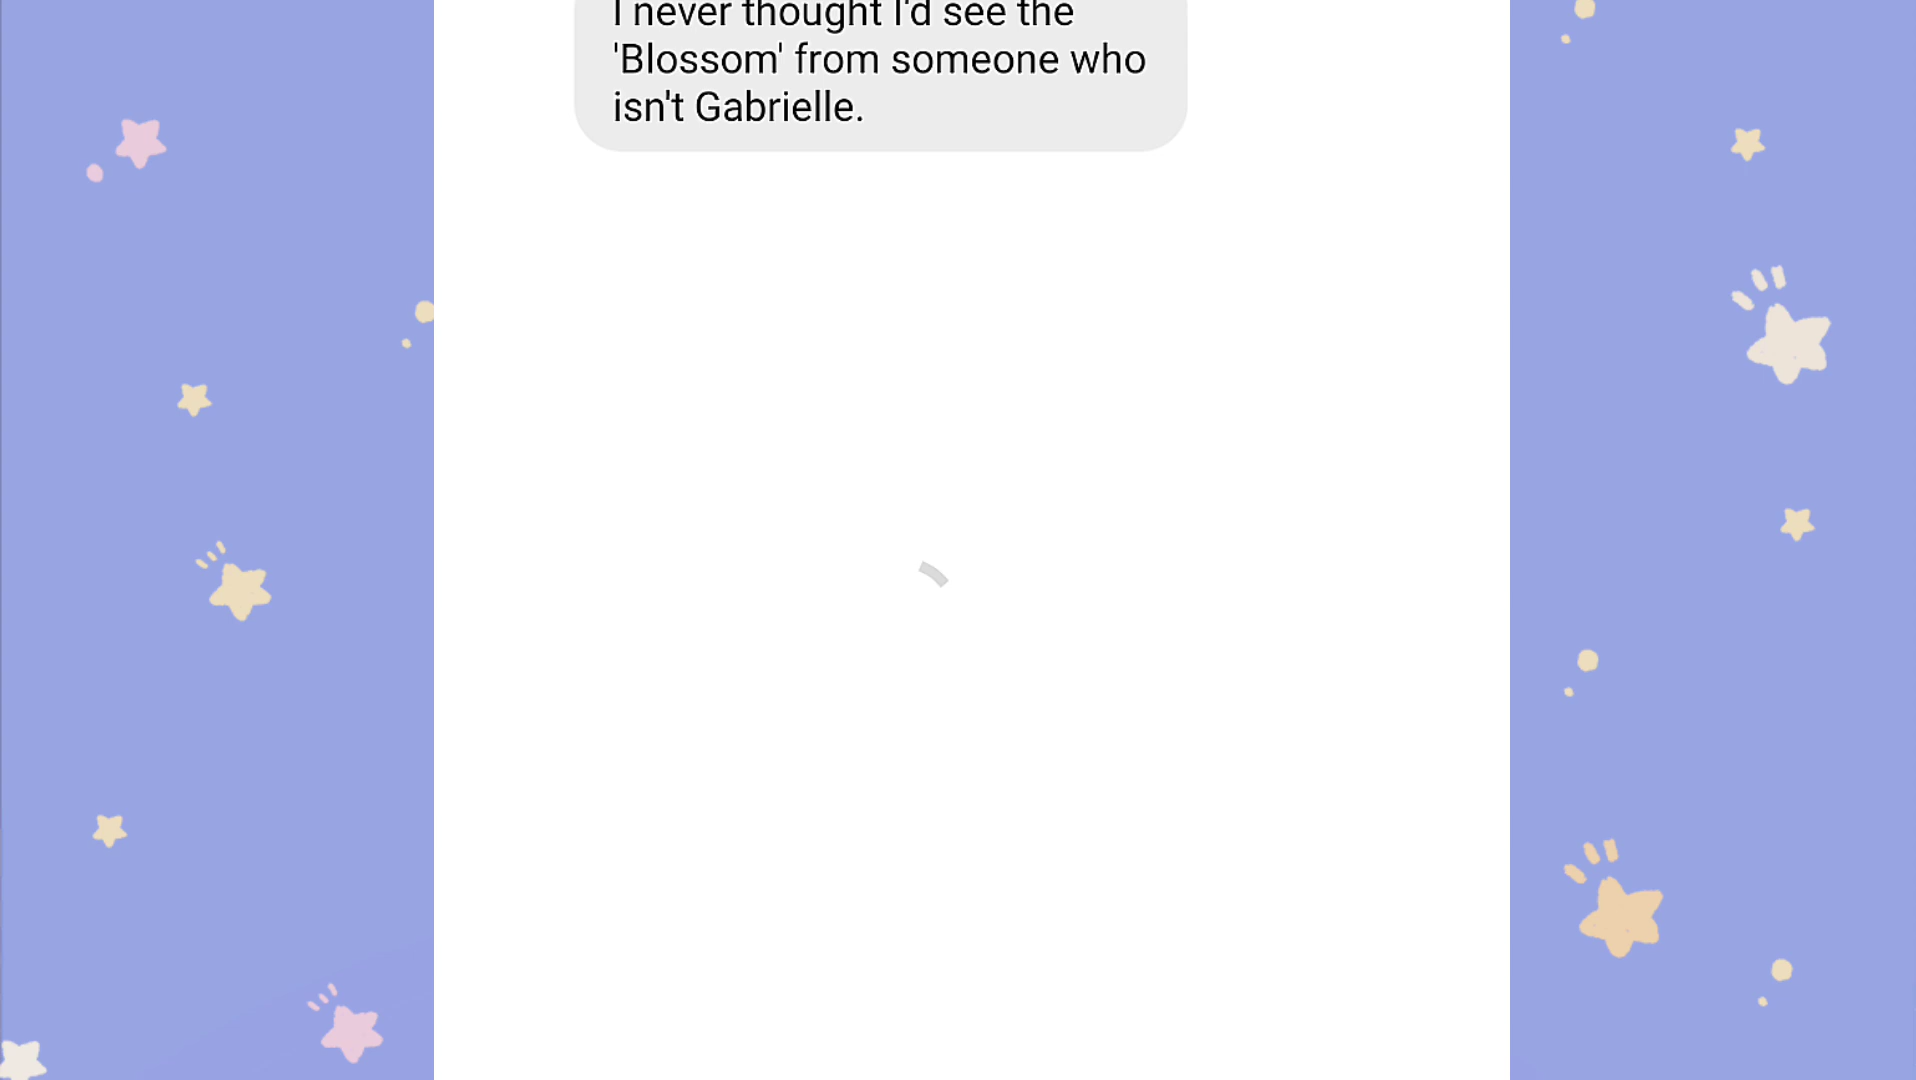 I never thought I'd see the
'Blossom' from someone who
isn't Gabrielle.